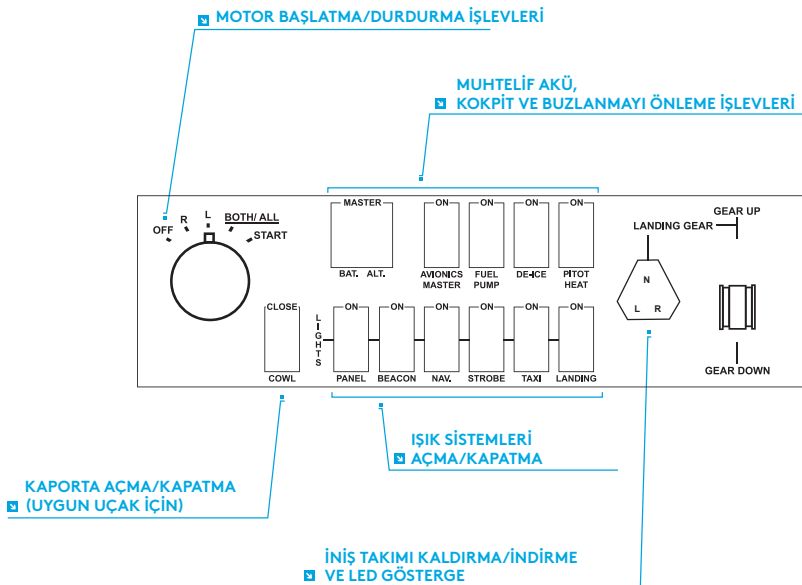 MOTOR BAŞLATMA/DURDURMA İŞLEVLERİ
MUHTELİF AKÜ,
KOKPİT VE BUZLANMAYI ÖNLEME İŞLEVLERİ
OFF
R
L
BOTH/ ALL
START
MASTER
BAT. ALT.
ON
AVIONICS
MASTER
ON
FUEL
PUMP
ON
DE-ICE
ON
PITOT
HEAT
LANDING GEAR
GEAR UP
N
L R
GEAR DOWN
CLOSE
COWL
LIGHTS
ON
PANEL
ON
BEACON
ON
NAV.
ON
STROBE
ON
TAXI
ON
LANDING
IŞIK SİSTEMLERİ
AÇMA/KAPATMA
KAPORTA AÇMA/KAPATMA
(UYGUN UÇAK İÇİN)
İNİŞ TAKIMI KALDIRMA/İNDİRME
VE LED GÖSTERGE